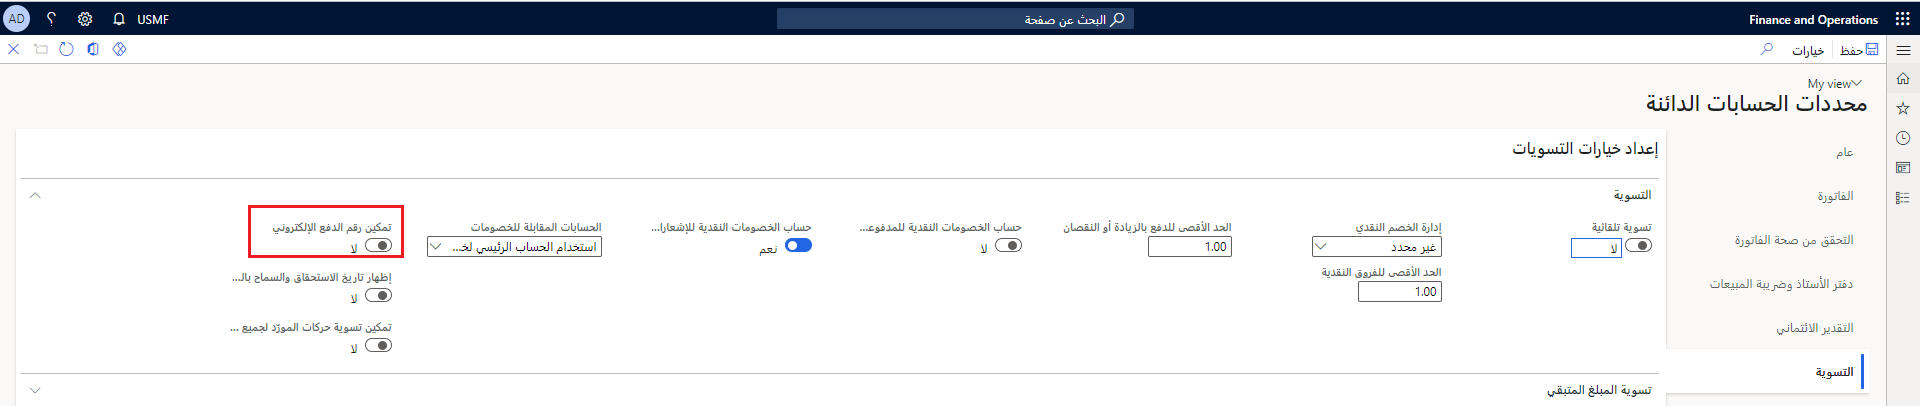 Finance and Operations
البحث عن صفحة
USMF
؟
AD
حفظ
خيارات
My view
محددات الحسابات الدائنة
عام
الفاتورة
التحقق من صحة الفاتورة
دفتر الأستاذ وضريبة المبيعات
التقدير الائتماني
التسوية
إعداد خيارات التسويات
التسوية
تسوية تلقائية
لا
إدارة الخصم النقدي
غير محدد
الحد الأقصى للفروق النقدية
1.00
الحد الأقصى للدفع بالزيادة أو النقصان
1.00
حساب الخصومات النقدية للمدفوع...
لا
حساب الخصومات النقدية للإشعارا...
نعم
الحسابات المقابلة للخصومات
استخدام الحساب الرئيسي لخ...
تمكين رقم الدفع الإلكتروني
لا
إظهار تاريخ الاستحقاق والسماح بالـ...
لا
تمكين تسوية حركات المورّد لجميع ...
لا
تسوية المبلغ المتبقي